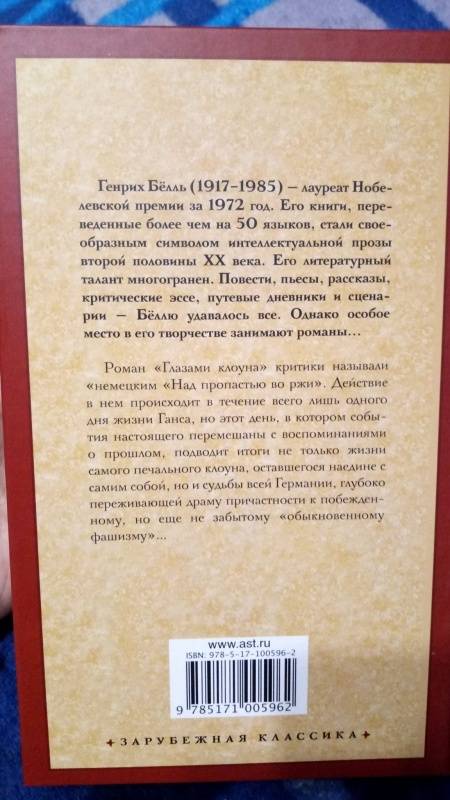 Генрих Бёлль (1917–1985) — лауреат Нобе-
левской премии за 1972 год. Его книги, пере-
веденные более чем на 50 языков, стали свое-
образным символом интеллектуальной прозы
второй половины XX века. Его литературный
талант многогранен. Повести, пьесы, рассказы,
критические эссе, путевые дневники и сцена-
рии — Бёллю удавалось все. Однако особое
место в его творчестве занимают романы...
Роман «Глазами клоуна» критики называли
«немецким «Над пропастью во ржи». Действие
в нем происходит в течение всего лишь одного
дня жизни Ганса, но этот день, в котором собы-
тия настоящего перемешаны с воспоминаниями
о прошлом, подводит итоги не только жизни
самого печального клоуна, оставшегося наедине с
самим собой, но и судьбы всей Германии, глубоко
переживающей драму причастности к побежден-
ному, но еще не забытому «обыкновенному
фашизму»...
www.ast.ru
ISBN: 978-5-17-100596-2
9 785171 005962
ЗАРУБЕЖНАЯ КЛАССИКА